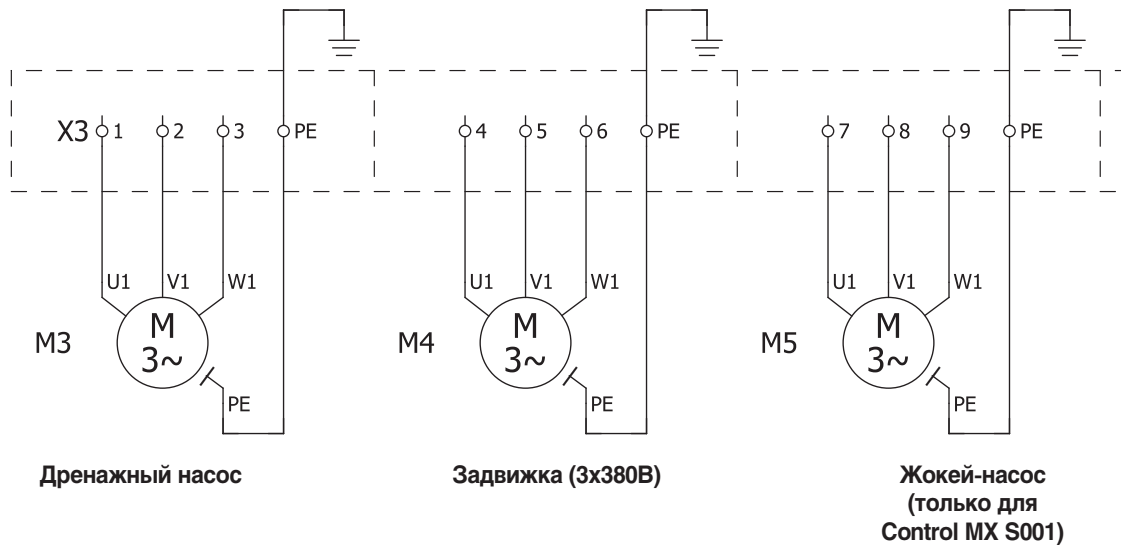 X3 1 2 3 PE 4 5 6 PE 7 8 9 PE
U1 V1 W1 U1 V1 W1 U1 V1 W1
M3 M 3~ M4 M 3~ M5 M 3~
PE PE PE
Дренажный насос
Задвижка (3х380В)
Жокей-насос
(только для
Control MX S001)